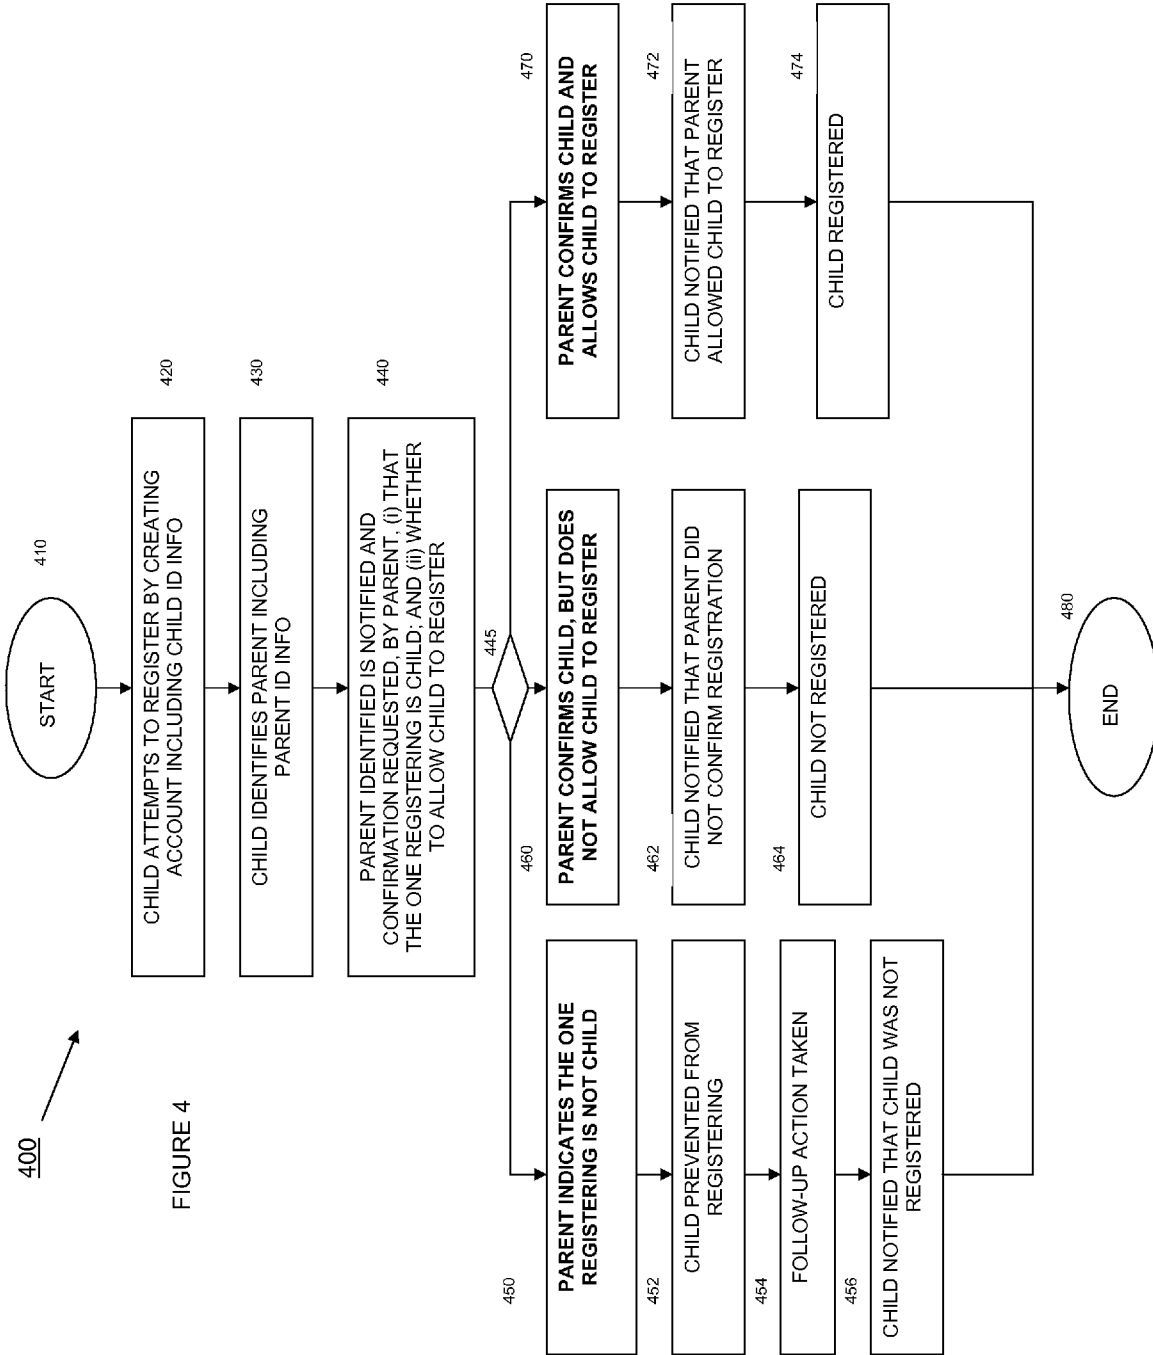 400
FIGURE 4
START
410
CHILD ATTEMPTS TO REGISTER BY CREATING
ACCOUNT INCLUDING CHILD ID INFO
420
CHILD IDENTIFIES PARENT INCLUDING
PARENT ID INFO
430
PARENT IDENTIFIED IS NOTIFIED AND
CONFIRMATION REQUESTED, BY PARENT, (i) THAT
THE ONE REGISTERING IS CHILD; AND (ii) WHETHER
TO ALLOW CHILD TO REGISTER
440
445
450
PARENT INDICATES THE ONE
REGISTERING IS NOT CHILD
452
CHILD PREVENTED FROM
REGISTERING
454
FOLLOW-UP ACTION TAKEN
456
CHILD NOTIFIED THAT CHILD WAS NOT
REGISTERED
460
PARENT CONFIRMS CHILD, BUT DOES
NOT ALLOW CHILD TO REGISTER
462
CHILD NOTIFIED THAT PARENT DID
NOT CONFIRM REGISTRATION
464
CHILD NOT REGISTERED
470
PARENT CONFIRMS CHILD AND
ALLOWS CHILD TO REGISTER
472
CHILD NOTIFIED THAT PARENT
ALLOWED CHILD TO REGISTER
474
CHILD REGISTERED
480
END